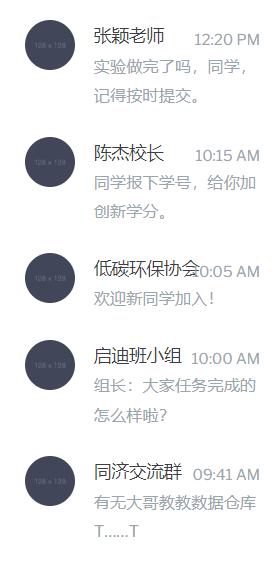 128 x 128
张颖老师 12:20 PM
实验做完了吗，同学，
记得按时提交。
128 x 128
陈杰校长 10:15 AM
同学报下学号，给你加
创新学分。
128 x 128
低碳环保协会 10:05 AM
欢迎新同学加入！
128 x 128
启迪班小组 10:00 AM
组长：大家任务完成的
怎么样啦？
128 x 128
同济交流群 09:41 AM
有无大哥教教数据仓库
T......T